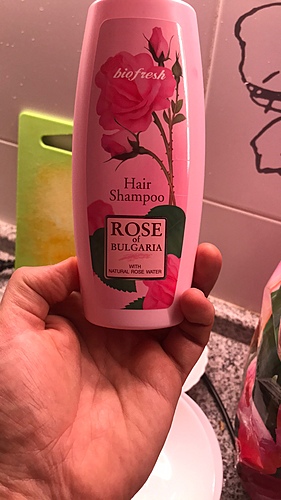 biofresh
Hair
Shampoo
ROSE
of
BULGARIA
WITH
NATURAL ROSE WATER